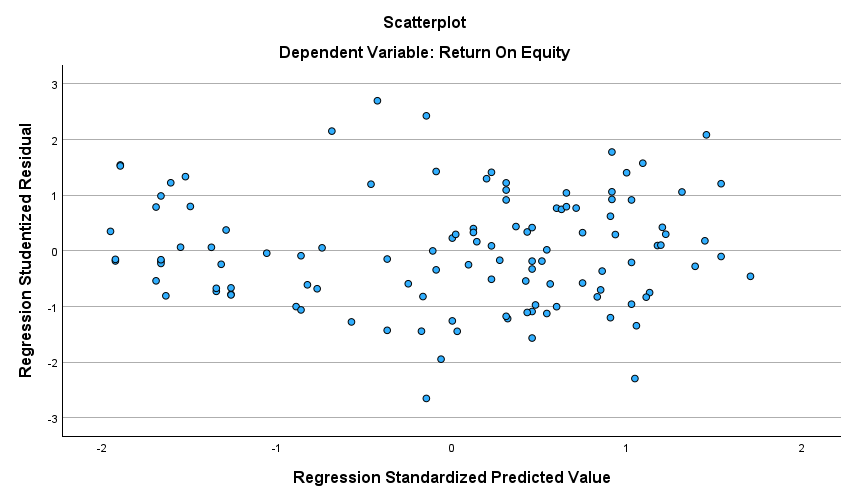 Scatterplot
Dependent Variable: Return On Equity
Regression Studentized Residual
3
2
1
0
-1
-2
-3
-2 -1 0 1 2
Regression Standardized Predicted Value